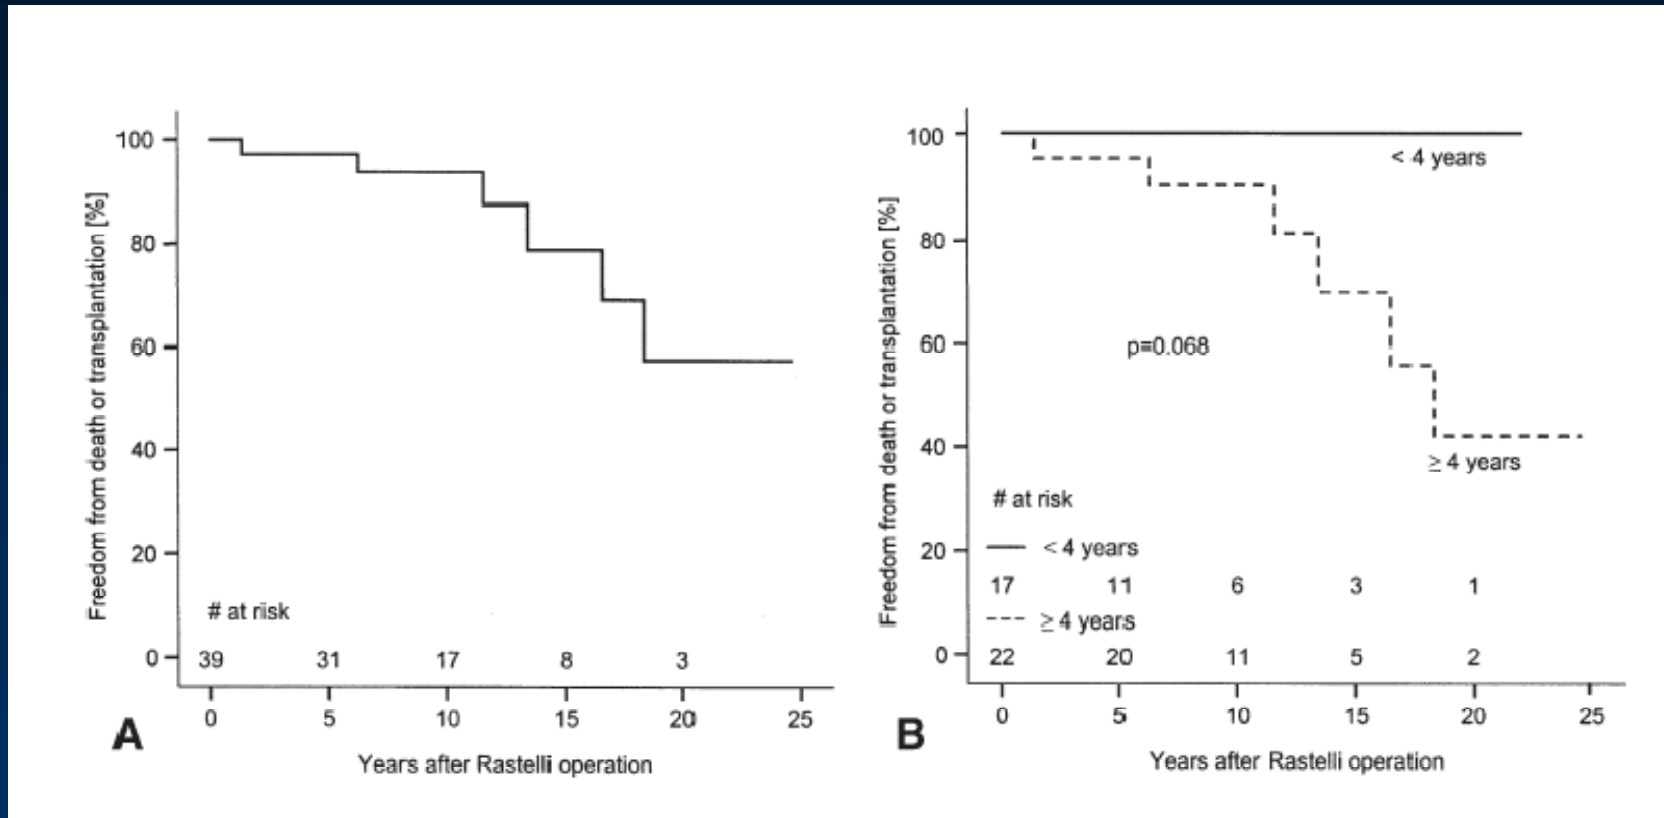 Freedom from death or transplantation [%]
100
80
60
40
20
0
# at risk
39 31 17 8 3
0 5 10 15 20 25
A
Years after Rastelli operation
Freedom from death or transplantation [%]
100
80
60
40
20
0
< 4 years
p=0.068
≥ 4 years
# at risk
< 4 years
17 11 6 3 1
≥ 4 years
22 20 11 5 2
0 5 10 15 20 25
B
Years after Rastelli operation